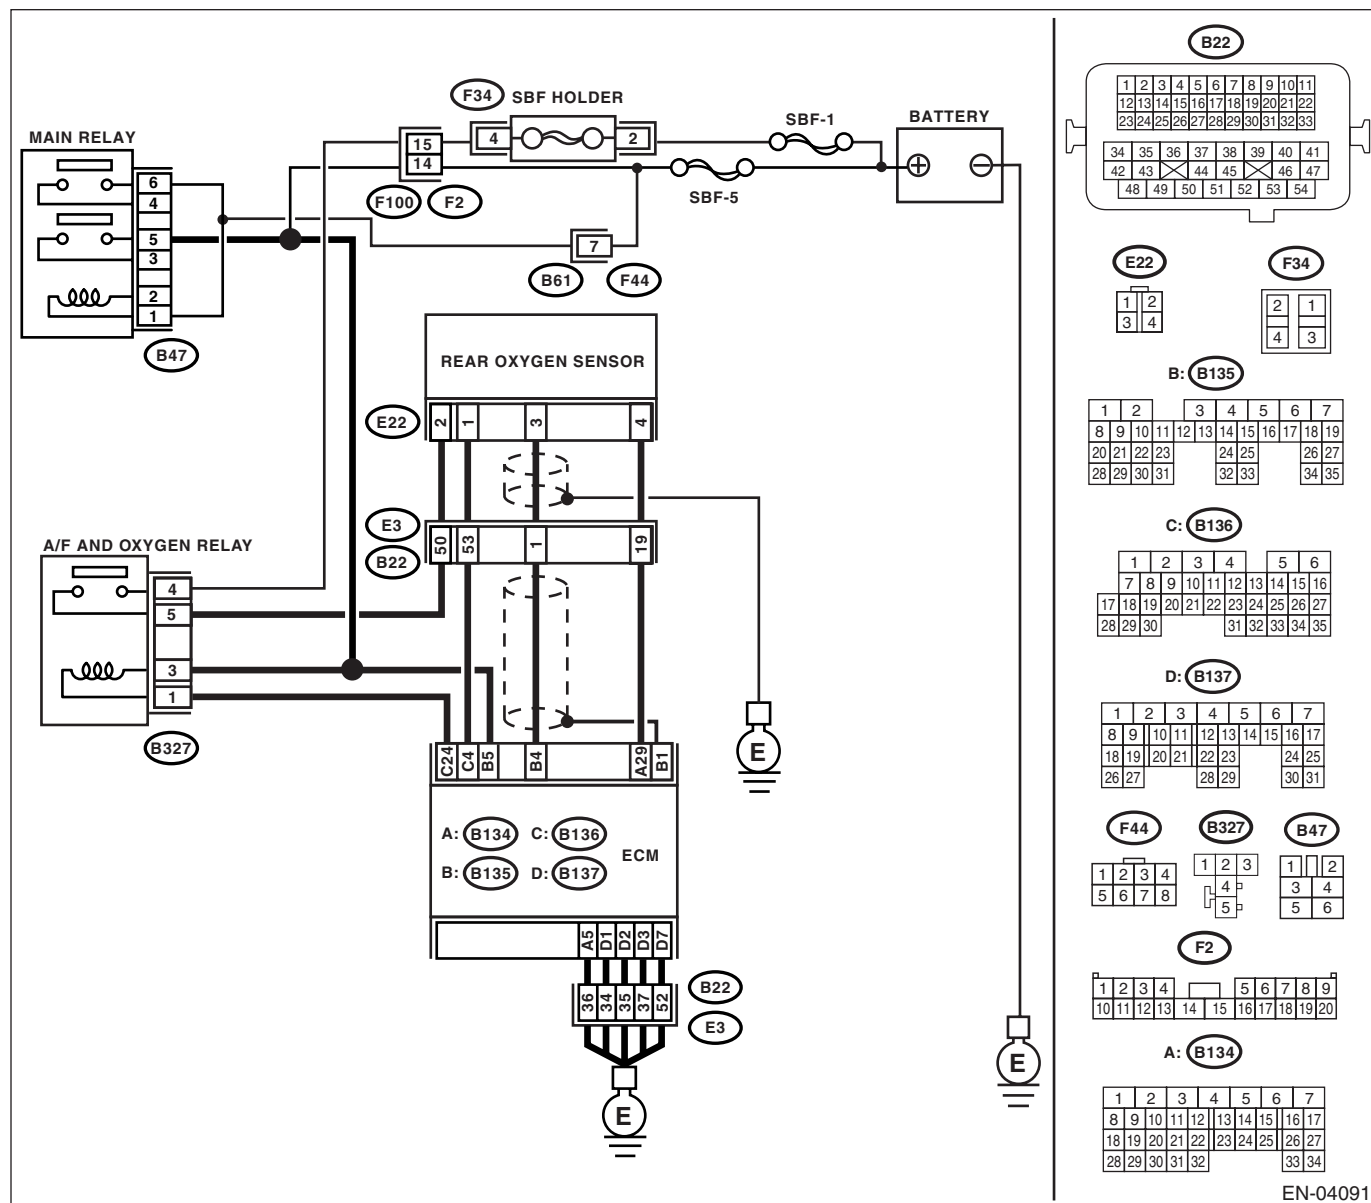 B22
F34 SBF HOLDER
MAIN RELAY
SBF-1
BATTERY
4 2
15
14
F100 F2
SBF-5
6
4
5
3
2
1
B47
7
B61 F44
REAR OXYGEN SENSOR
E22
2 1 3 4
E3
B22
50 53 1 19
A/F AND OXYGEN RELAY
4
5
3
1
B327
C24 C4 B5 B4 A29 B1
E
A: B134 C: B136
B: B135 D: B137
ECM
A5 D1 D2 D3 D7
36 34 35 37 52
B22
E3
E
E
1 2 3 4 5 6 7 8 9 10 11
12 13 14 15 16 17 18 19 20 21 22
23 24 25 26 27 28 29 30 31 32 33
34 35 36 37 38 39 40 41
42 43 44 45 46 47
48 49 50 51 52 53 54
E22
1 2
3 4
F34
2 1
4 3
B: B135
1 2 3 4 5 6 7
8 9 10 11 12 13 14 15 16 17 18 19
20 21 22 23 24 25 26 27
28 29 30 31 32 33 34 35
C: B136
1 2 3 4 5 6
7 8 9 10 11 12 13 14 15 16
17 18 19 20 21 22 23 24 25 26 27
28 29 30 31 32 33 34 35
D: B137
1 2 3 4 5 6 7
8 9 10 11 12 13 14 15 16 17
18 19 20 21 22 23 24 25
26 27 28 29 30 31
F44
1 2 3 4
5 6 7 8
B327
1 2 3
4
5
B47
1 2
3 4
5 6
F2
1 2 3 4 5 6 7 8 9
10 11 12 13 14 15 16 17 18 19 20
A: B134
1 2 3 4 5 6 7
8 9 10 11 12 13 14 15 16 17
18 19 20 21 22 23 24 25 26 27
28 29 30 31 32 33 34
EN-04091